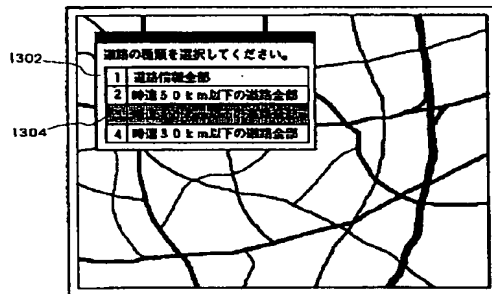 道路の種類を選択してください。
1302
1 道路情報全部
2 時速50km以下の道路全部
1304
4 時速30km以下の道路全部